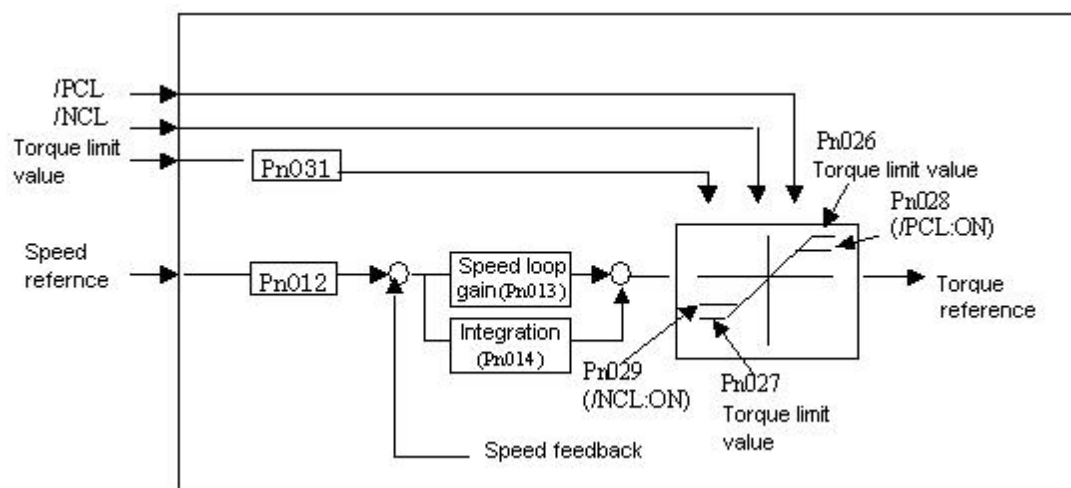 /PCL
/NCL
Torque limit
value
Pn031
Pn026
Torque limit value
Pn028
(/PCL:ON)
Speed
refernce
Pn012
Speed loop
gain(Pn013)
Integration
(Pn014)
Torque
reference
Pn029
(/NCL:ON)
Pn027
Torque limit
value
Speed feedback